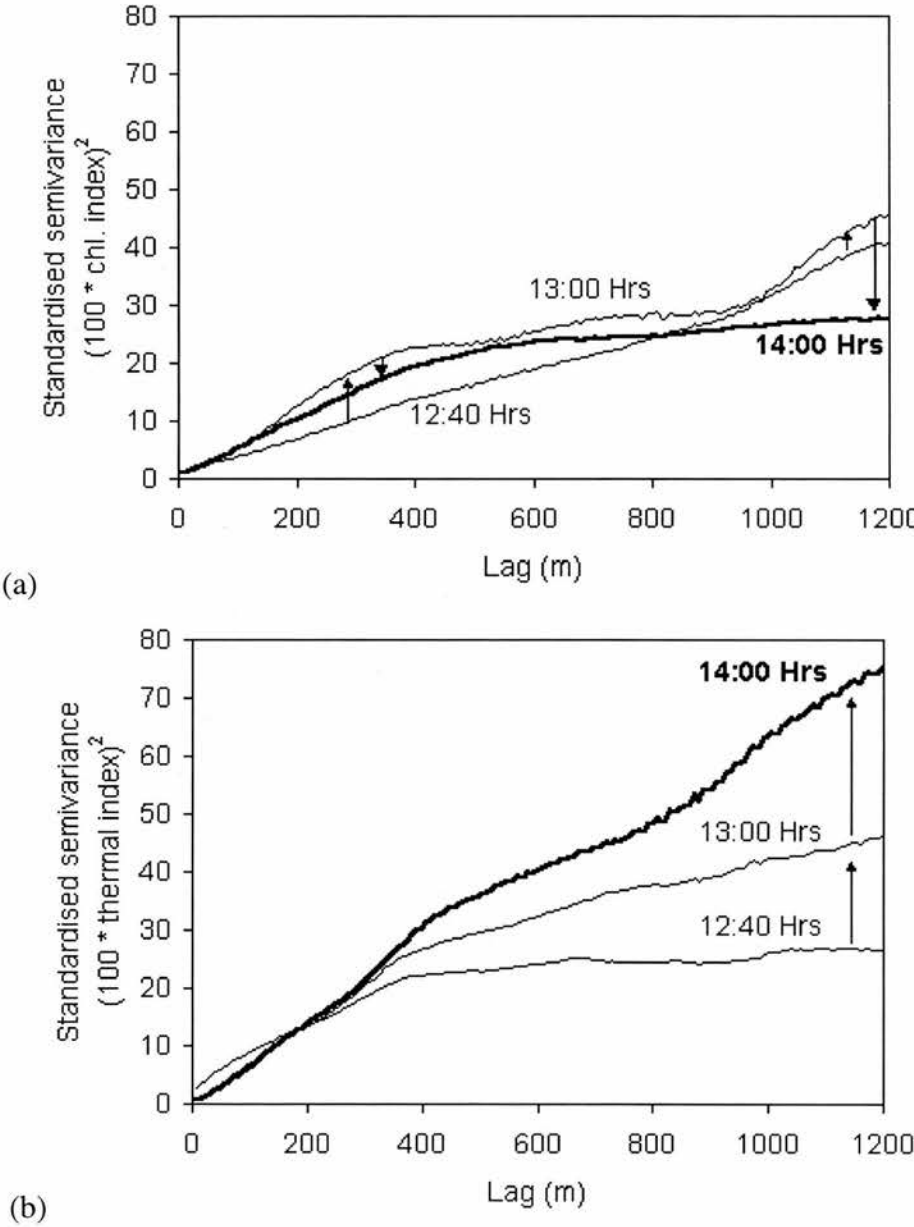 80
70
60
50
40
30
20
10
0
Standardised semivariance
(100 * chl. index)²
13:00 Hrs
14:00 Hrs
12:40 Hrs
0 200 400 600 800 1000 1200
Lag (m)
(a)
80
70
60
50
40
30
20
10
0
Standardised semivariance
(100 * thermal index)²
14:00 Hrs
13:00 Hrs
12:40 Hrs
0 200 400 600 800 1000 1200
Lag (m)
(b)